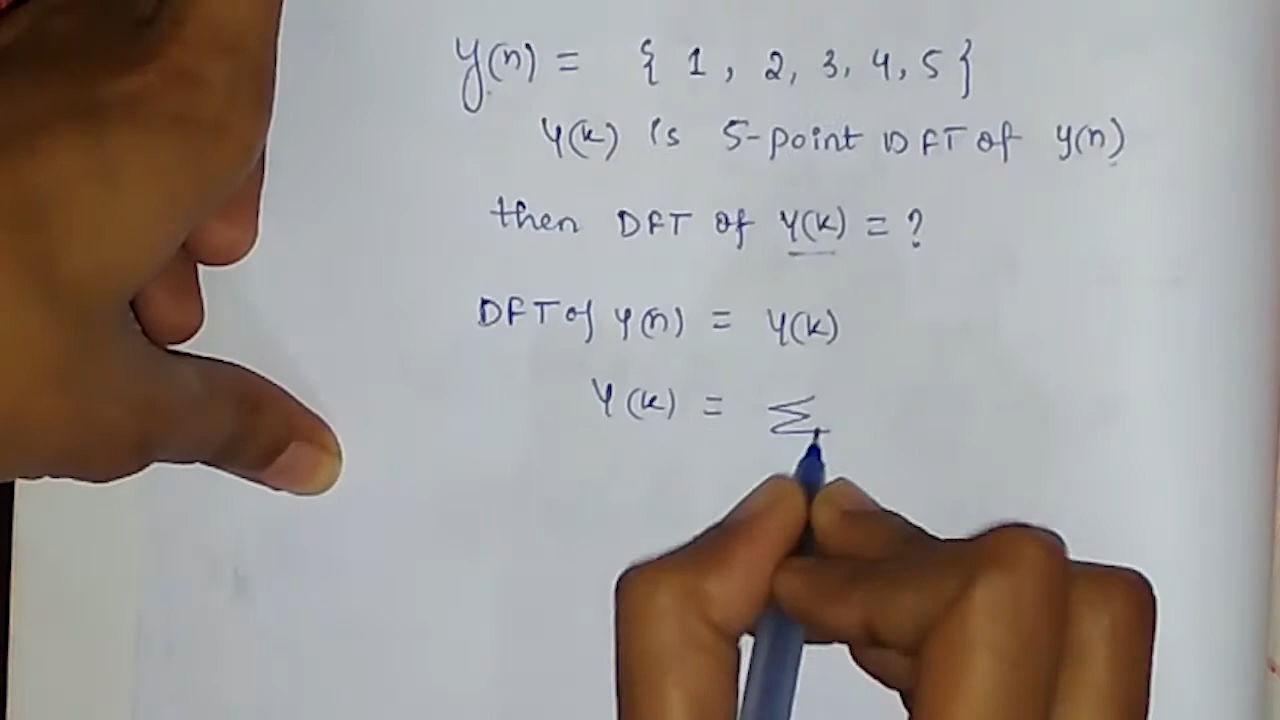 y(n) = { 1, 2, 3, 4, 5 }
Y(k) is 5-point DFT of y(n)
then DFT of Y(k) = ?
DFT of y(n) = Y(k)
Y(k) = Σ